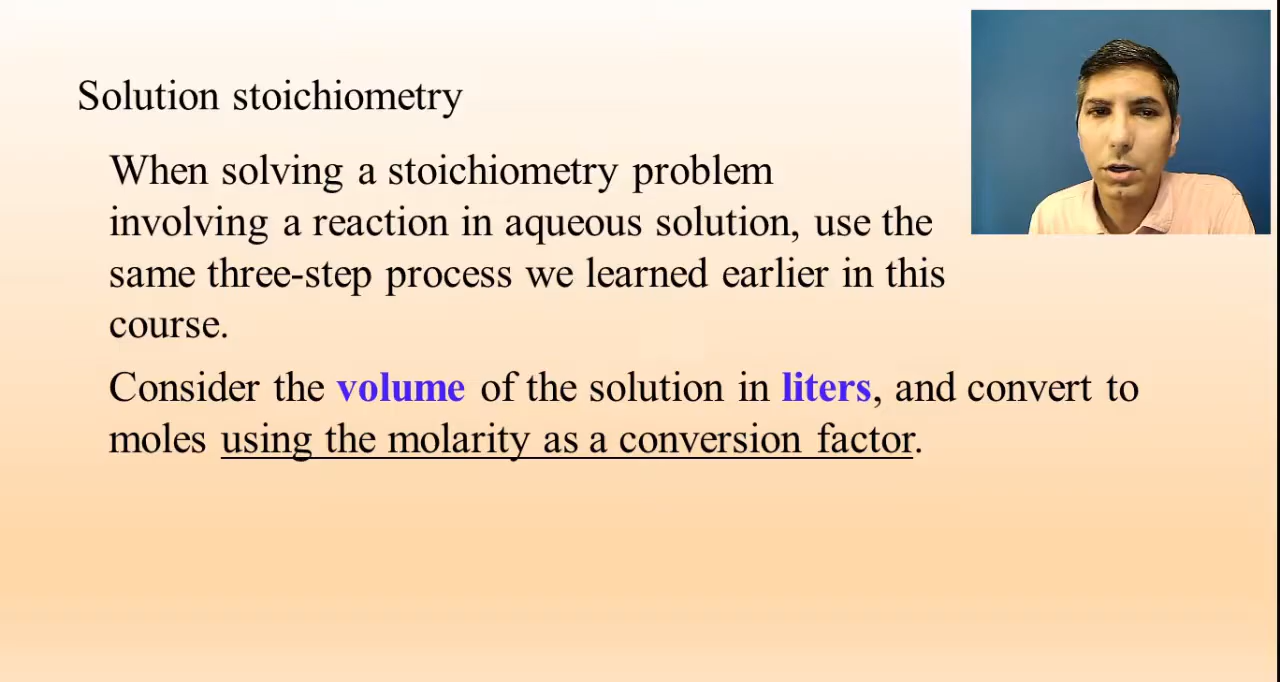 Solution stoichiometry
When solving a stoichiometry problem
involving a reaction in aqueous solution, use the
same three-step process we learned earlier in this
course.
Consider the volume of the solution in liters, and convert to
moles using the molarity as a conversion factor.